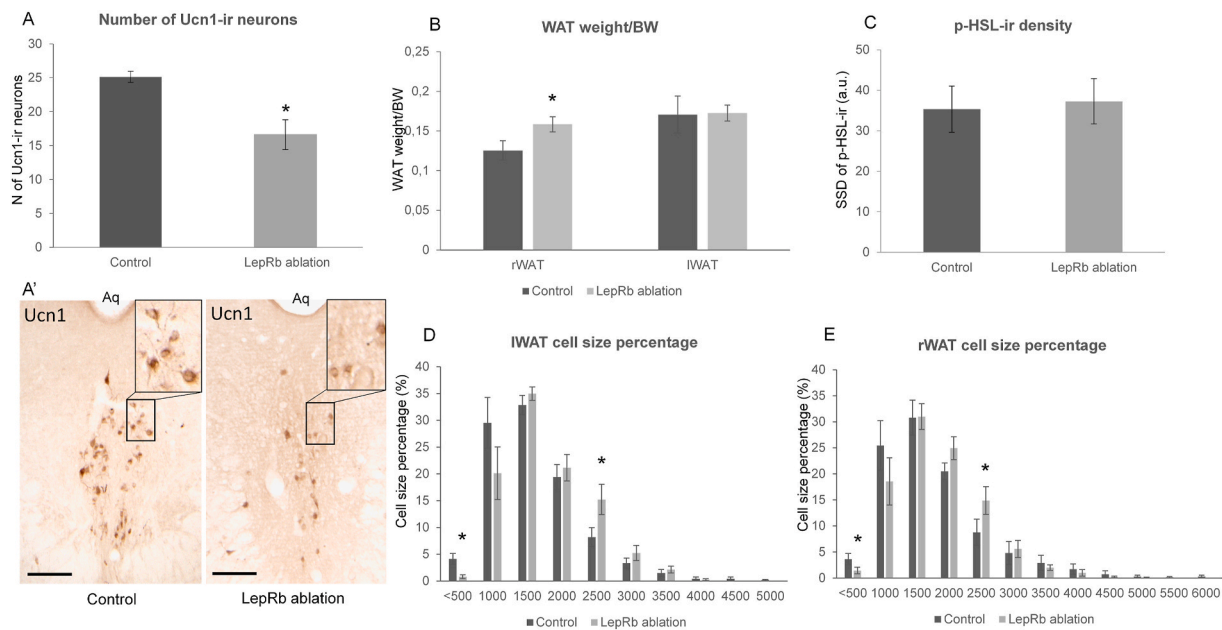 A
Number of Ucn1-ir neurons
N of Ucn1-ir neurons
30
25
20
15
10
5
0
*
Control
LepRb ablation
B
WAT weight/BW
WAT weight/BW
0,25
0,2
0,15
0,1
0,05
0
*
rWAT
lWAT
Control
LepRb ablation
C
p-HSL-ir density
SSD of p-HSL-ir (a.u.)
50
40
30
20
10
0
Control
LepRb ablation
A'
Ucn1
Aq
Control
Ucn1
Aq
LepRb ablation
D
lWAT cell size percentage
Cell size percentage (%)
40
35
30
25
20
15
10
5
0
*
*
<500 1000 1500 2000 2500 3000 3500 4000 4500 5000
Control
LepRb ablation
E
rWAT cell size percentage
Cell size percentage (%)
40
35
30
25
20
15
10
5
0
*
*
<500 1000 1500 2000 2500 3000 3500 4000 4500 5000 5500 6000
Control
LepRb ablation